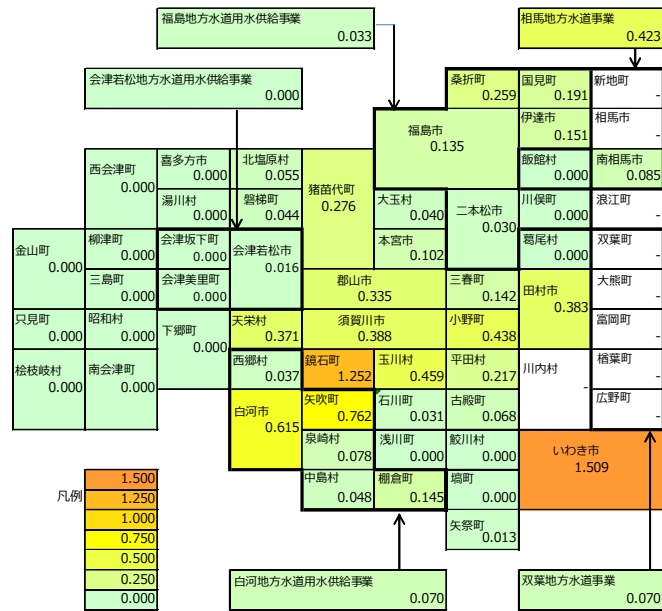 福島地方水道用水供給事業
0.033
相馬地方水道事業
0.423
会津若松地方水道用水供給事業
0.000
桑折町
0.259
国見町
0.191
新地町
-
福島市
0.135
伊達市
0.151
相馬市
-
西会津町
0.000
喜多方市
0.000
北塩原村
0.055
猪苗代町
0.276
飯館村
0.000
南相馬市
0.085
湯川村
0.000
磐梯町
0.044
大玉村
0.040
二本松市
0.030
川俣町
0.000
浪江町
-
金山町
0.000
柳津町
0.000
会津坂下町
0.000
会津若松市
0.016
本宮市
0.102
葛尾村
0.000
双葉町
-
三島町
0.000
会津美里町
0.000
郡山市
0.335
三春町
0.142
田村市
0.383
大熊町
-
只見町
0.000
昭和村
0.000
下郷町
0.000
天栄村
0.371
須賀川市
0.388
小野町
0.438
富岡町
-
桧枝岐村
0.000
南会津町
0.000
西郷村
0.037
鏡石町
1.252
玉川村
0.459
平田村
0.217
川内村
-
楢葉町
-
白河市
0.615
矢吹町
0.762
石川町
0.031
古殿町
0.068
広野町
-
泉崎村
0.078
浅川町
0.000
鮫川村
0.000
いわき市
1.509
中島村
0.048
棚倉町
0.145
塙町
0.000
矢祭町
0.013
凡例
1.500
1.250
1.000
0.750
0.500
0.250
0.000
白河地方水道用水供給事業
0.070
双葉地方水道事業
0.070